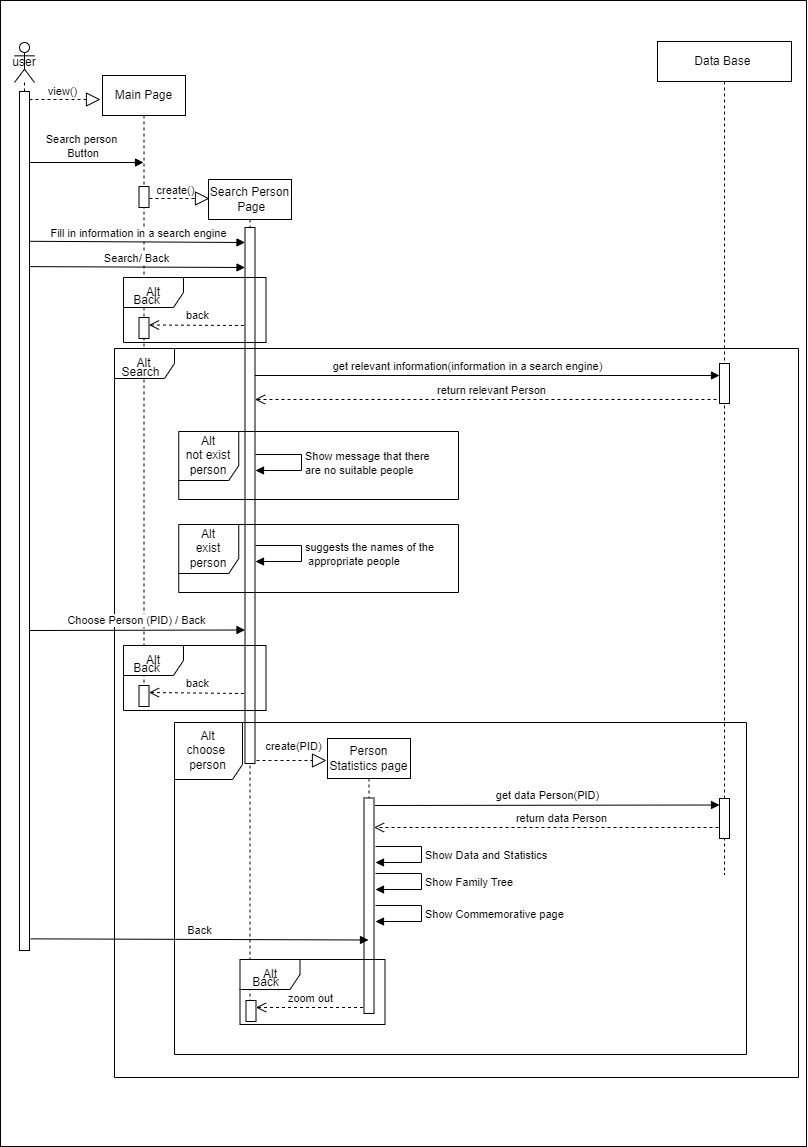 user
Data Base
view()
Main Page
Search person
Button
create()
Search Person
Page
Fill in information in a search engine
Search/ Back
Alt
Back
back
Alt
Search
get relevant information(information in a search engine)
return relevant Person
Alt
not exist
person
Show message that there
are no suitable people
Alt
exist
person
suggests the names of the
appropriate people
Choose Person (PID) / Back
Alt
Back
back
Alt
choose
person
create(PID)
Person
Statistics page
get data Person(PID)
return data Person
Show Data and Statistics
Show Family Tree
Show Commemorative page
Back
Alt
Back
zoom out